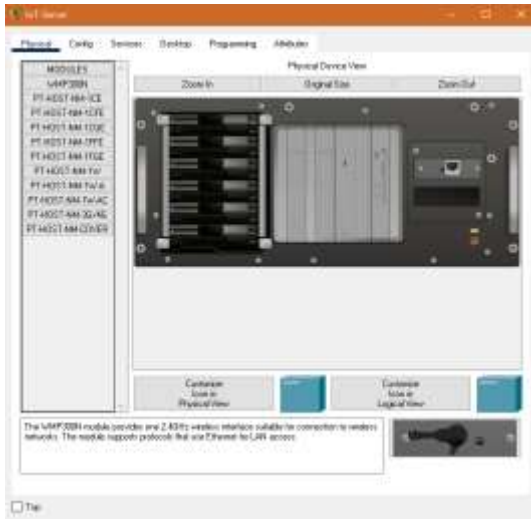 IoT Server
Physical Config Services Desktop Programming Attributes
MODULES
WMP300N
PT-HOST-NM-1CE
PT-HOST-NM-1CFE
PT-HOST-NM-1CGE
PT-HOST-NM-1FFE
PT-HOST-NM-1FGE
PT-HOST-NM-1W
PT-HOST-NM-1W-A
PT-HOST-NM-1W-AC
PT-HOST-NM-3G/4G
PT-HOST-NM-COVER
Physical Device View
Zoom In Original Size Zoom Out
Customize
Icon in
Physical View
Customize
Icon in
Logical View
The WMP300N module provides one 2.4GHz wireless interface suitable for connection to wireless
networks. The module supports protocols that use Ethernet for LAN access.
Top